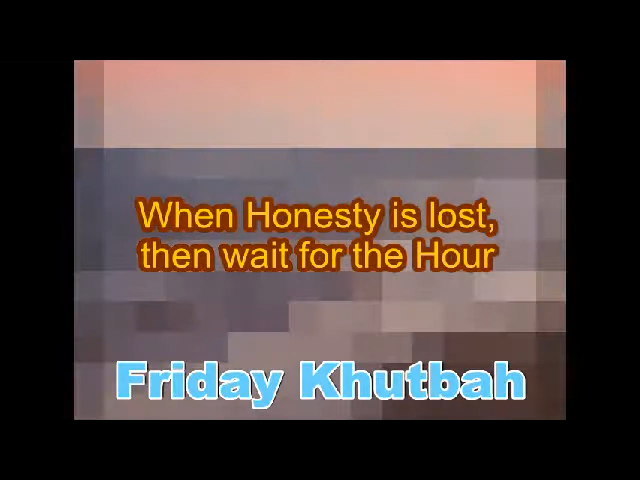 When Honesty is lost,
then wait for the Hour
Friday Khutbah